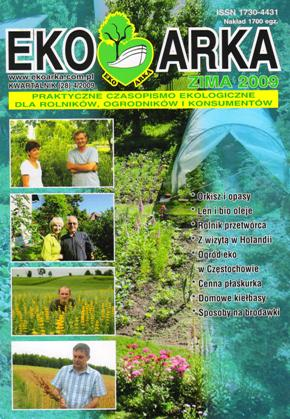 ISSN 1730-4431
Nakład 1700 egz.
EKO ARKA
EKO ARKA
www.ekoarka.com.pl
KWARTALNIK (28) 4/2009
ZIMA 2009
PRAKTYCZNE CZASOPISMO EKOLOGICZNE
DLA ROLNIKÓW, OGRODNIKÓW I KONSUMENTÓW
* Orkisz i opasy
* Len i bio oleje
* Rolnik przetwórca
* Z wizytą w Holandii
* Ogród eko
w Częstochowie
* Cenna płaskurka
* Domowe kiełbasy
* Sposoby na brodawki